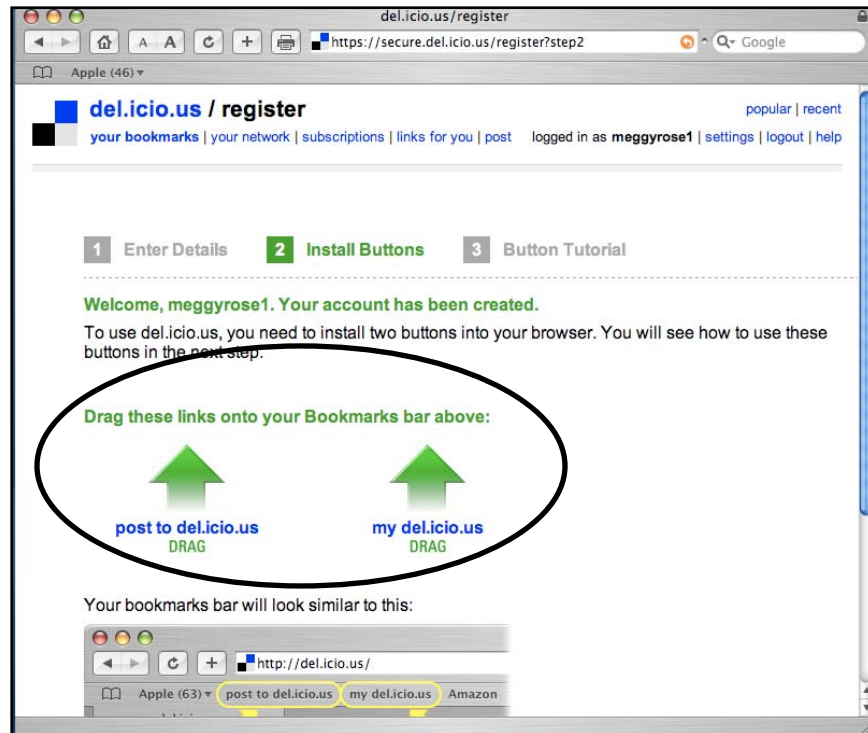 del.icio.us/register
A A
https://secure.del.icio.us/register?step2
Google
Apple (46)
del.icio.us / register
popular | recent
your bookmarks | your network | subscriptions | links for you | post
logged in as meggyrose1 | settings | logout | help
1 Enter Details 2 Install Buttons 3 Button Tutorial
Welcome, meggyrose1. Your account has been created.
To use del.icio.us, you need to install two buttons into your browser. You will see how to use these
buttons in the next step.
Drag these links onto your Bookmarks bar above:
post to del.icio.us my del.icio.us
DRAG DRAG
Your bookmarks bar will look similar to this:
http://del.icio.us/
Apple (63) post to del.icio.us my del.icio.us Amazon